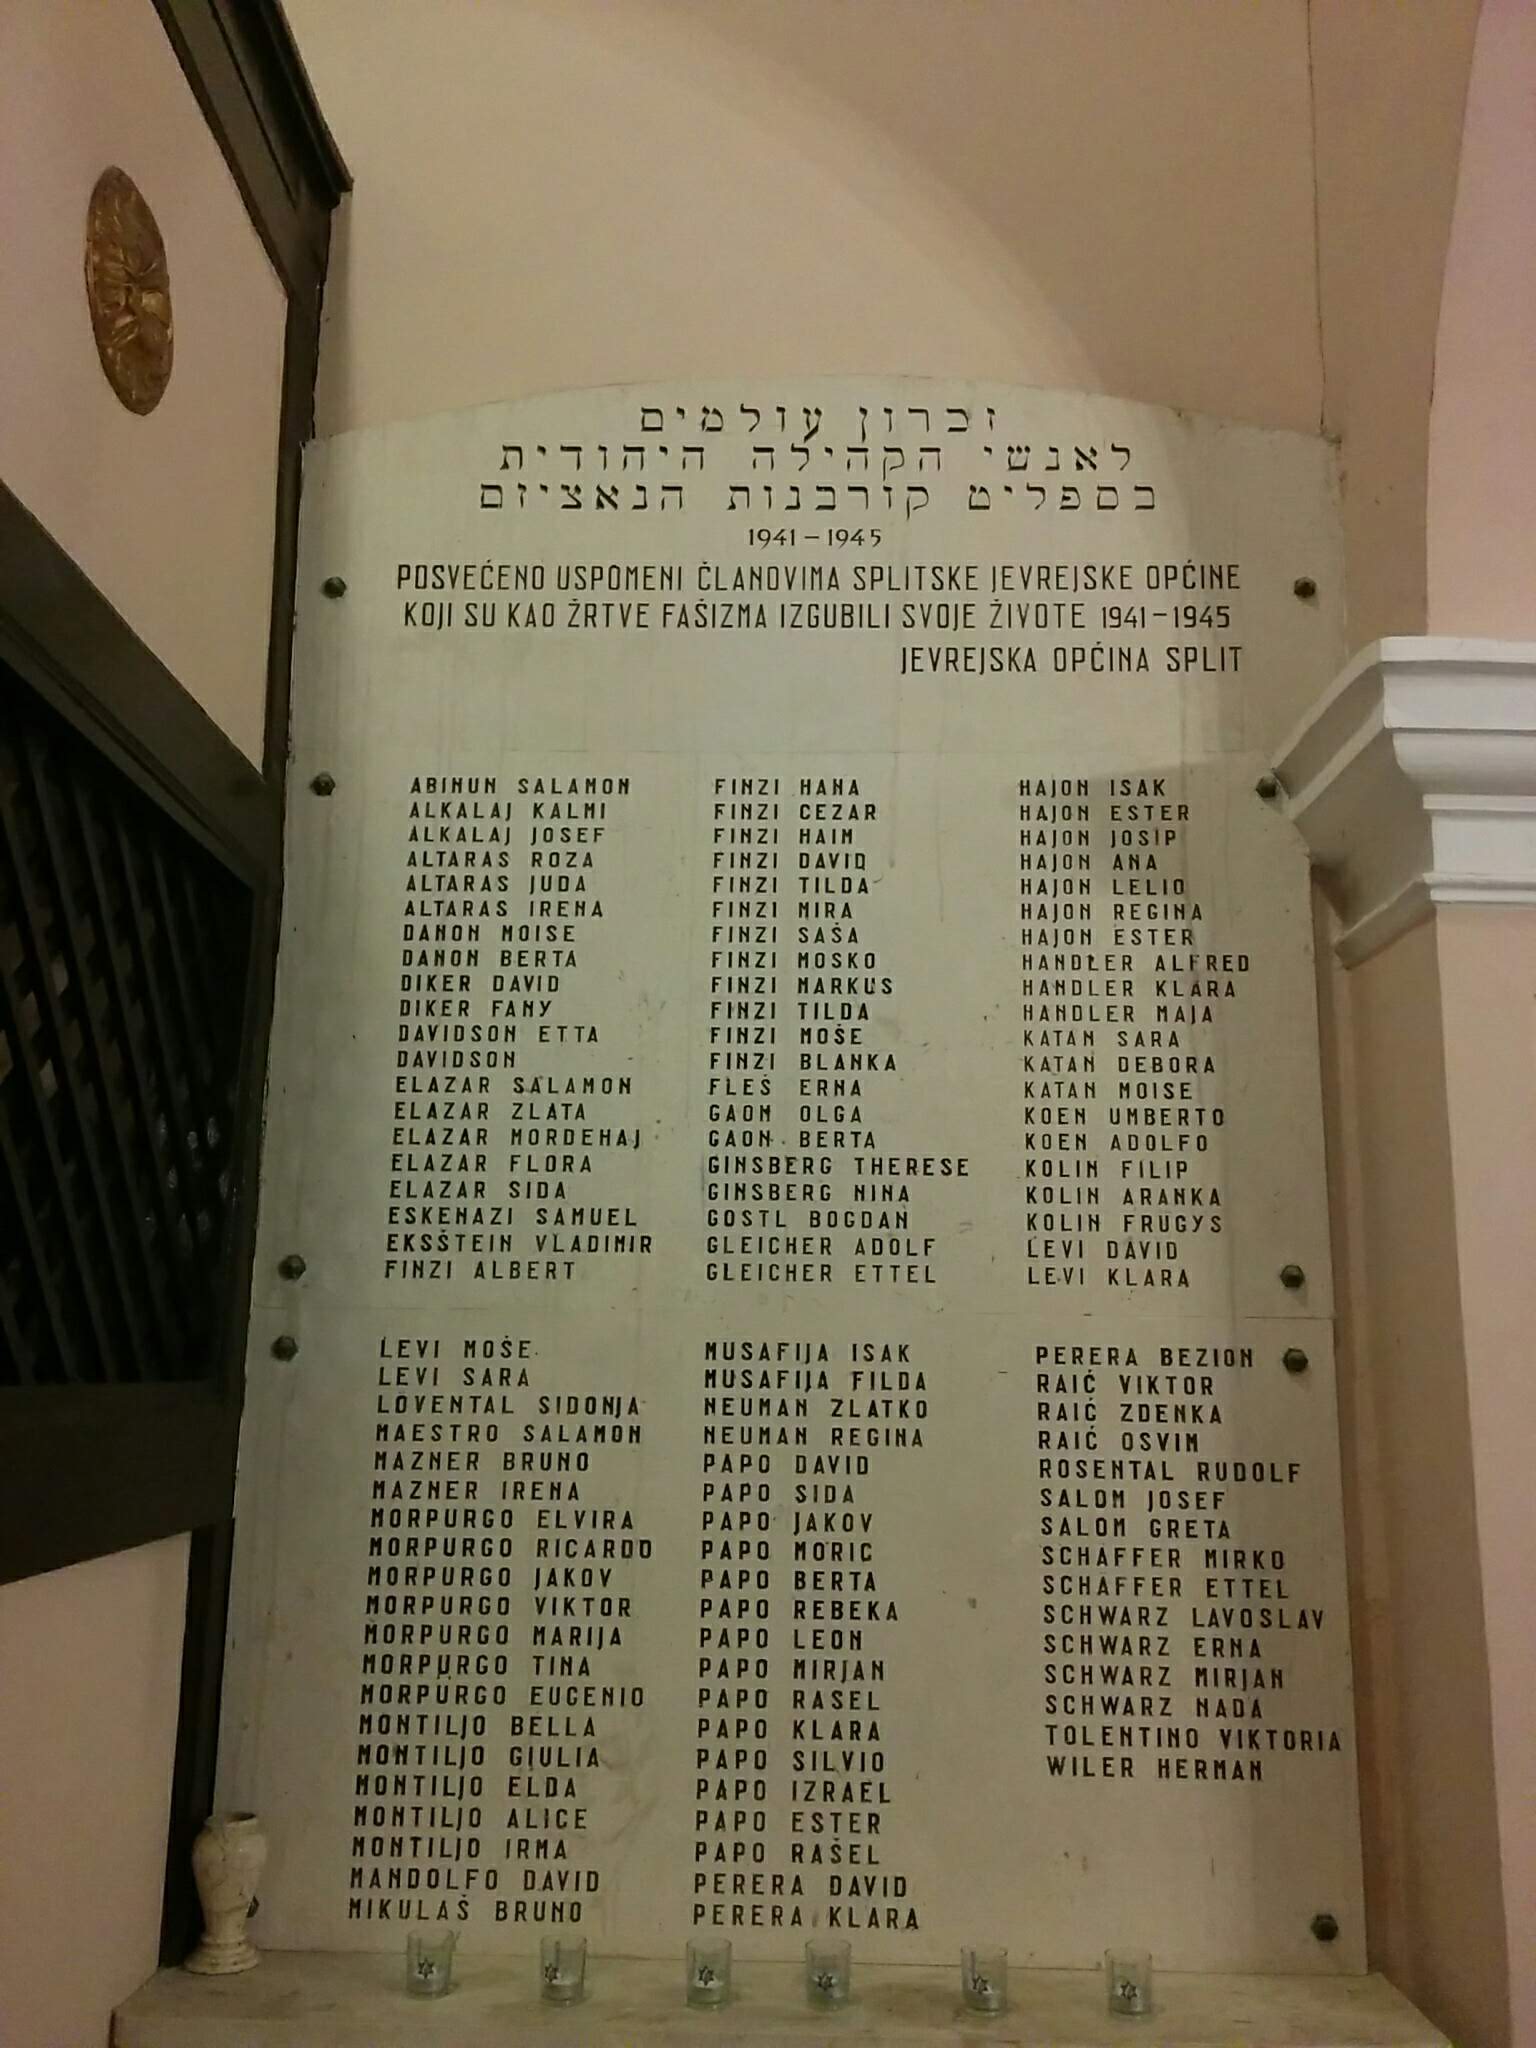 זכרון עולמים
לאנשי הקהילה היהודית
בספליט קורבנות הנאציזם
1941 – 1945
POSVEĆENO USPOMENI ČLANOVIMA SPLITSKE JEVREJSKE OPĆINE
KOJI SU KAO ŽRTVE FAŠIZMA IZGUBILI SVOJE ŽIVOTE 1941 – 1945
JEVREJSKA OPĆINA SPLIT
ABINUN SALAMON
ALKALAJ KALMI
ALKALAJ JOSEF
ALTARAS ROZA
ALTARAS JUDA
ALTARAS IRENA
DANON MOISE
DANON BERTA
DIKER DAVID
DIKER FANY
DAVIDSON ETTA
DAVIDSON
ELAZAR SALAMON
ELAZAR ZLATA
ELAZAR MORDEHAJ
ELAZAR FLORA
ELAZAR SIDA
ESKENAZI SAMUEL
EKSŠTEIN VLADIMIR
FINZI ALBERT
FINZI HANA
FINZI CEZAR
FINZI HAIM
FINZI DAVID
FINZI TILDA
FINZI MIRA
FINZI SAŠA
FINZI MOSKO
FINZI MARKUS
FINZI TILDA
FINZI MOŠE
FINZI BLANKA
FLEŠ ERNA
GAON OLGA
GAON BERTA
GINSBERG THERESE
GINSBERG NINA
GOSTL BOGDAN
GLEICHER ADOLF
GLEICHER ETTEL
HAJON ISAK
HAJON ESTER
HAJON JOSIP
HAJON ANA
HAJON LELIO
HAJON REGINA
HAJON ESTER
HANDLER ALFRED
HANDLER KLARA
HANDLER MAJA
KATAN SARA
KATAN DEBORA
KATAN MOISE
KOEN UMBERTO
KOEN ADOLFO
KOLIN FILIP
KOLIN ARANKA
KOLIN FRUGYS
LEVI DAVID
LEVI KLARA
LEVI MOŠE
LEVI SARA
LOVENTAL SIDONJA
MAESTRO SALAMON
MAZNER BRUNO
MAZNER IRENA
MORPURGO ELVIRA
MORPURGO RICARDO
MORPURGO JAKOV
MORPURGO VIKTOR
MORPURGO MARIJA
MORPURGO TINA
MORPURGO EUGENIO
MONTILJO BELLA
MONTILJO GIULIA
MONTILJO ELDA
MONTILJO ALICE
MONTILJO IRMA
MANDOLFO DAVID
MIKULAŠ BRUNO
MUSAFIJA ISAK
MUSAFIJA FILDA
NEUMAN ZLATKO
NEUMAN REGINA
PAPO DAVID
PAPO SIDA
PAPO JAKOV
PAPO MORIC
PAPO BERTA
PAPO REBEKA
PAPO LEON
PAPO MIRJAN
PAPO RASEL
PAPO KLARA
PAPO SILVIO
PAPO IZRAEL
PAPO ESTER
PAPO RAŠEL
PERERA DAVID
PERERA KLARA
PERERA BEZION
RAIĆ VIKTOR
RAIĆ ZDENKA
RAIĆ OSVIM
ROSENTAL RUDOLF
SALOM JOSEF
SALOM GRETA
SCHAFFER MIRKO
SCHAFFER ETTEL
SCHWARZ LAVOSLAV
SCHWARZ ERNA
SCHWARZ MIRJAN
SCHWARZ NADA
TOLENTINO VIKTORIA
WILER HERMAN